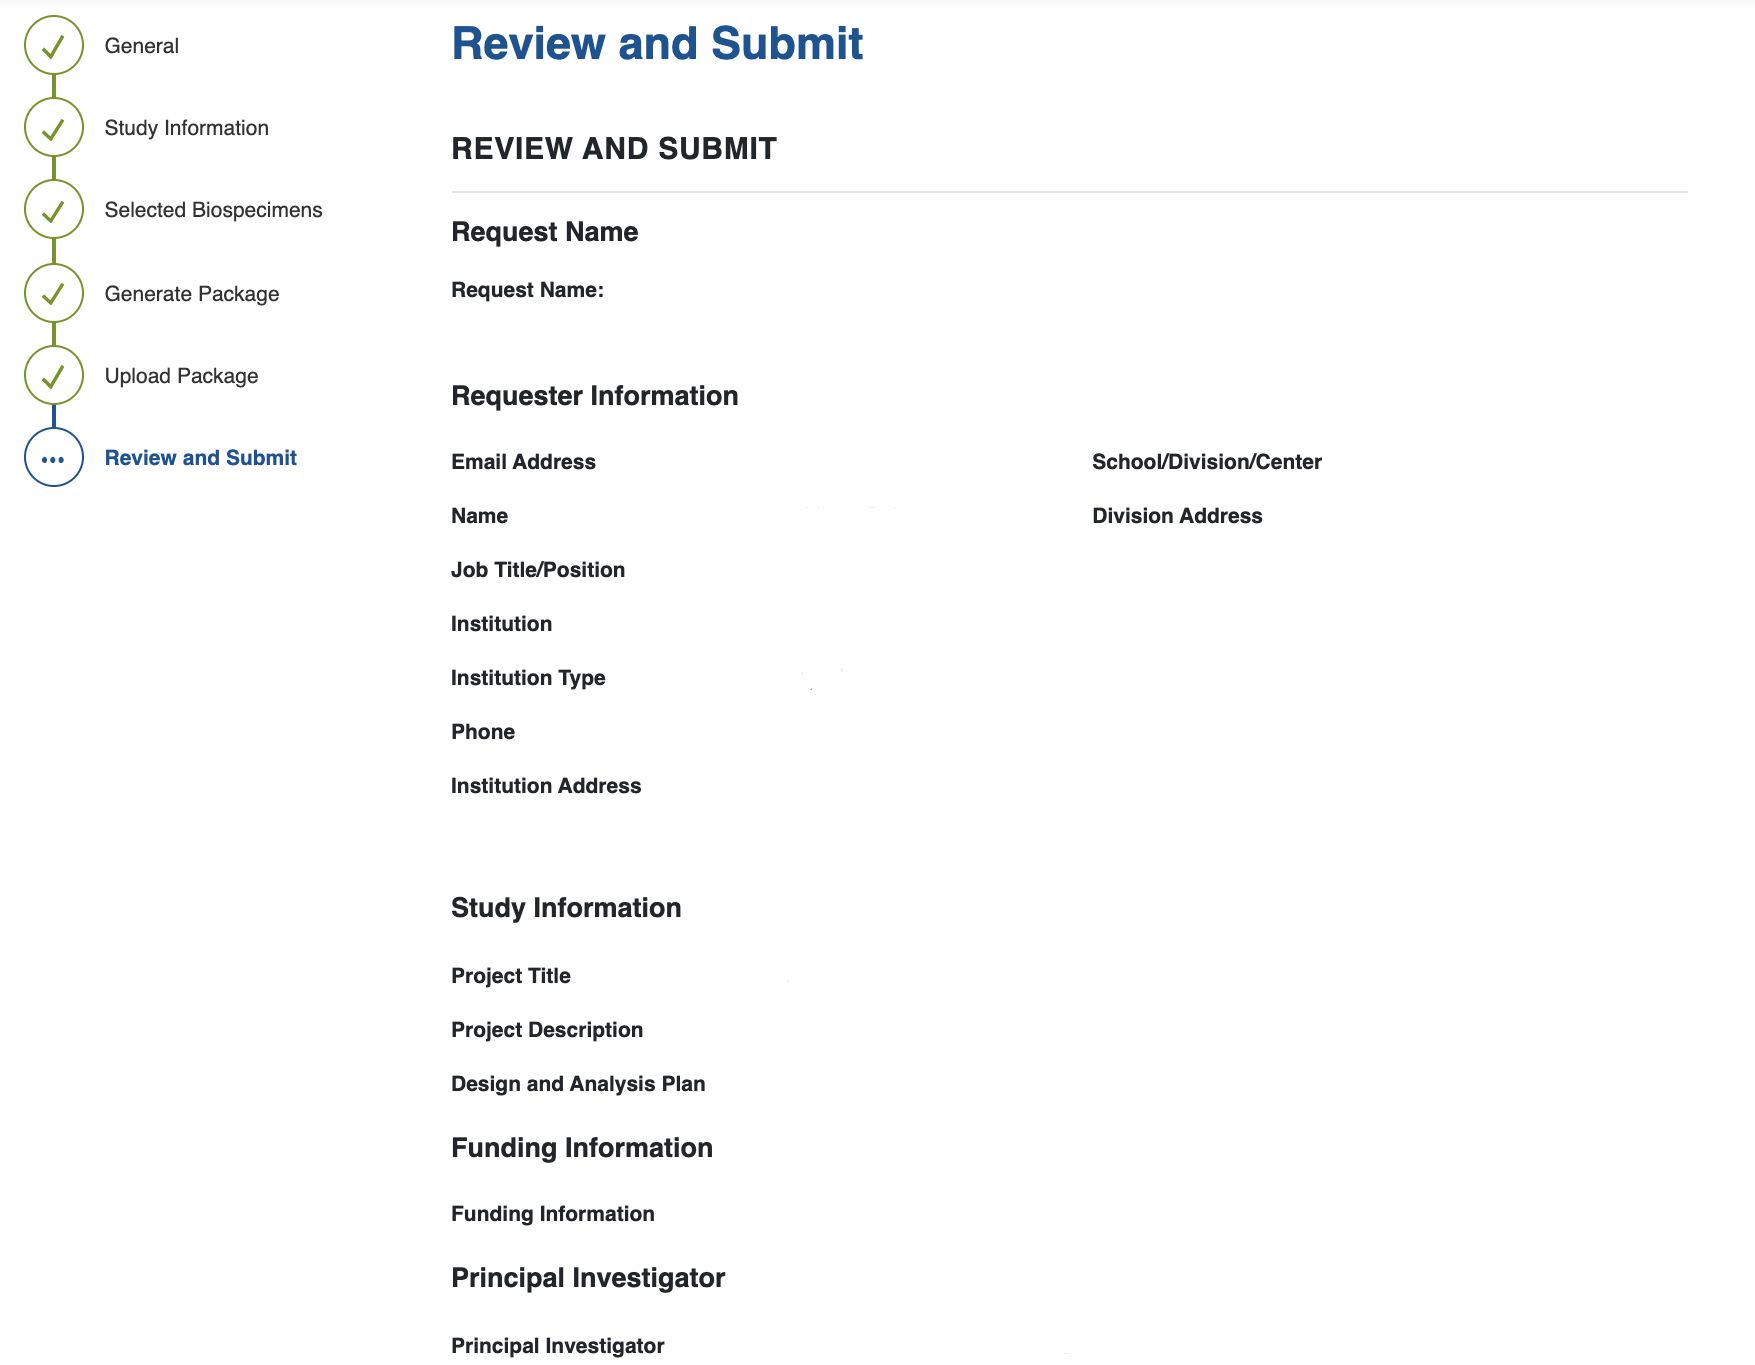 General
Study Information
Selected Biospecimens
Generate Package
Upload Package
Review and Submit
Review and Submit
REVIEW AND SUBMIT
Request Name
Request Name:
Requester Information
Email Address
School/Division/Center
Name
Division Address
Job Title/Position
Institution
Institution Type
Phone
Institution Address
Study Information
Project Title
Project Description
Design and Analysis Plan
Funding Information
Funding Information
Principal Investigator
Principal Investigator